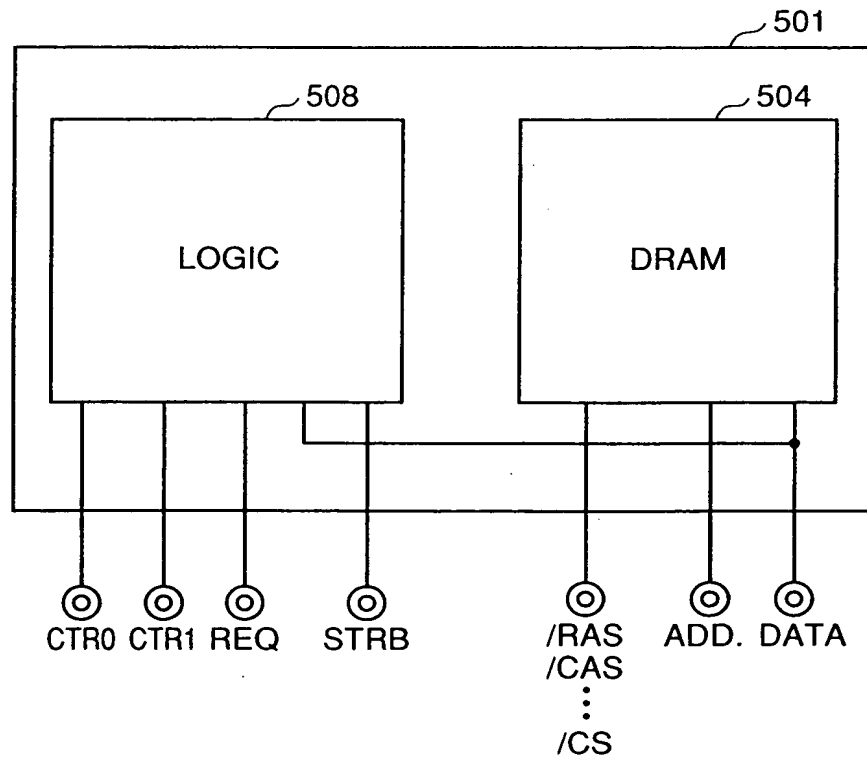 501
508
504
LOGIC
DRAM
CTR0 CTR1 REQ STRB /RAS ADD. DATA
/CAS
/CS